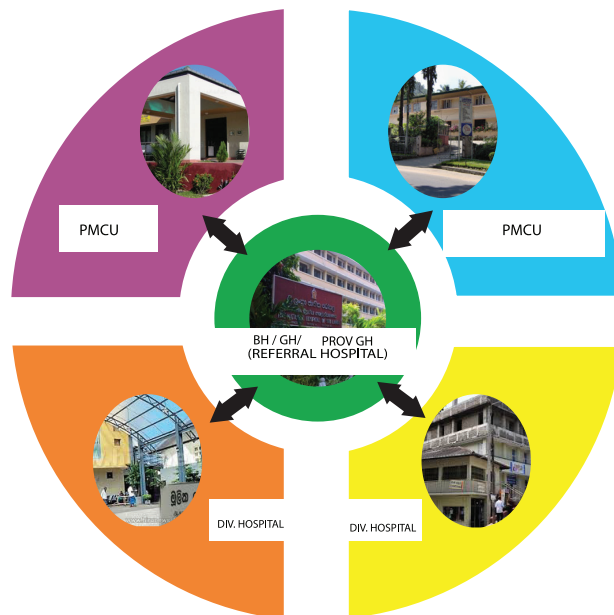 PMCU
PMCU
BH / GH/ PROV GH
(REFERRAL HOSPITAL)
DIV. HOSPITAL
DIV. HOSPITAL